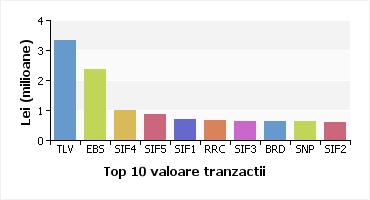 Lei (milioane)
4
3
2
1
0
TLV EBS SIF4 SIF5 SIF1 RRC SIF3 BRD SNP SIF2
Top 10 valoare tranzactii